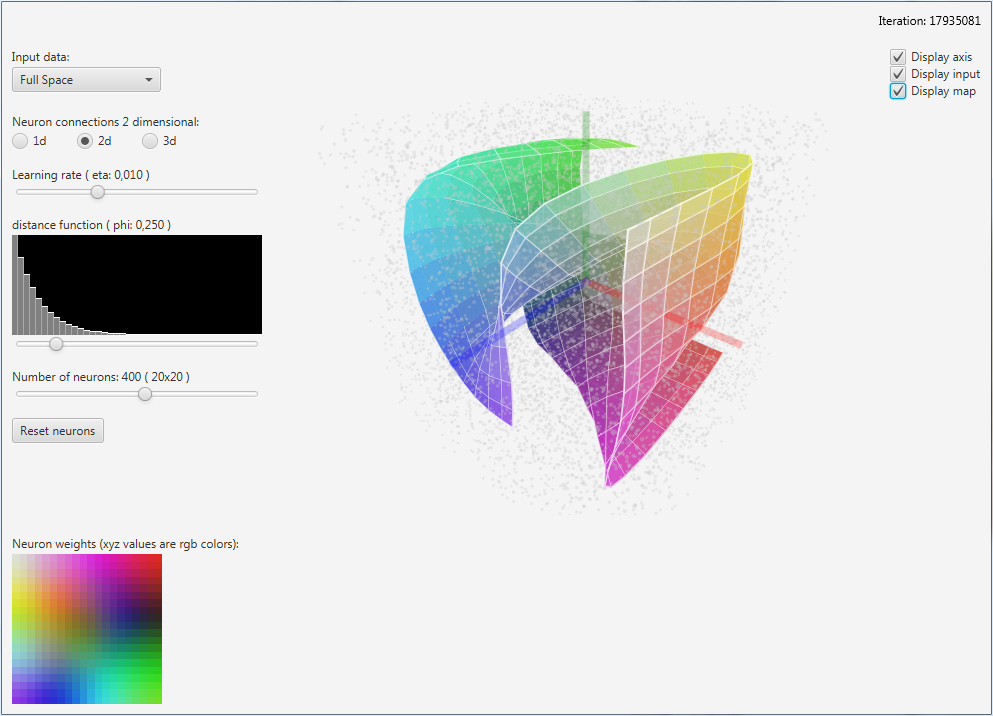 Iteration: 17935081
Input data:
Full Space
Display axis
Display input
Display map
Neuron connections 2 dimensional:
1d 2d 3d
Learning rate ( eta: 0,010 )
distance function ( phi: 0,250 )
Number of neurons: 400 ( 20x20 )
Reset neurons
Neuron weights (xyz values are rgb colors):